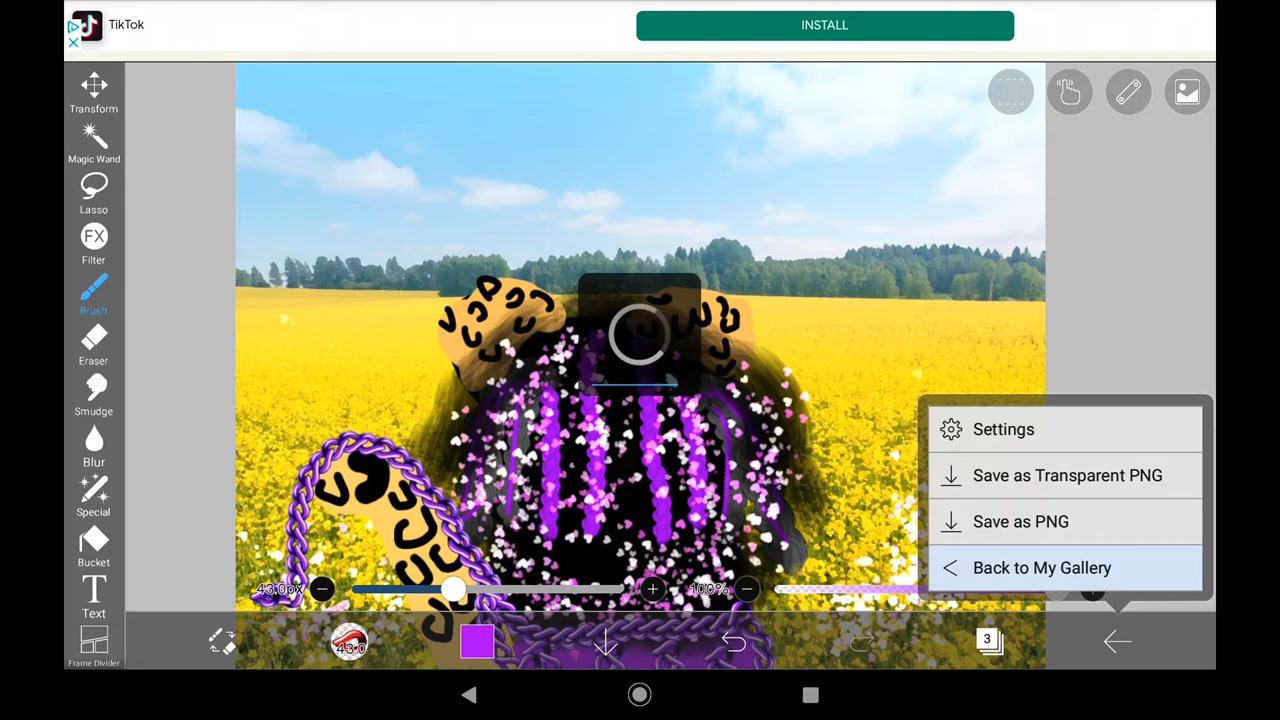 TikTok
INSTALL
Transform
Magic Wand
Lasso
FX
Filter
Brush
Eraser
Smudge
Blur
Special
Bucket
T
Text
Frame Divider
Settings
Save as Transparent PNG
Save as PNG
Back to My Gallery
43.0px
100%
43.0
3